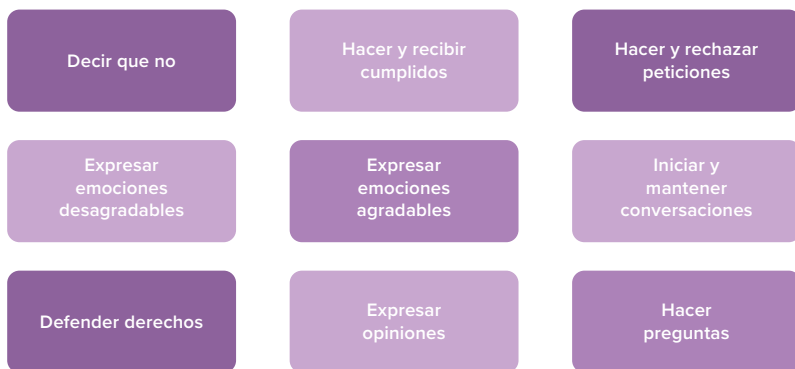 Decir que no
Hacer y recibir
cumplidos
Hacer y rechazar
peticiones
Expresar
emociones
desagradables
Expresar
emociones
agradables
Iniciar y
mantener
conversaciones
Defender derechos
Expresar
opiniones
Hacer
preguntas